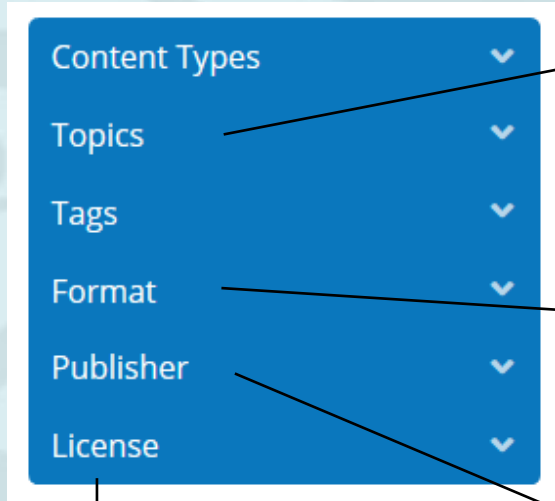 Content Types
Topics
Tags
Format
Publisher
License